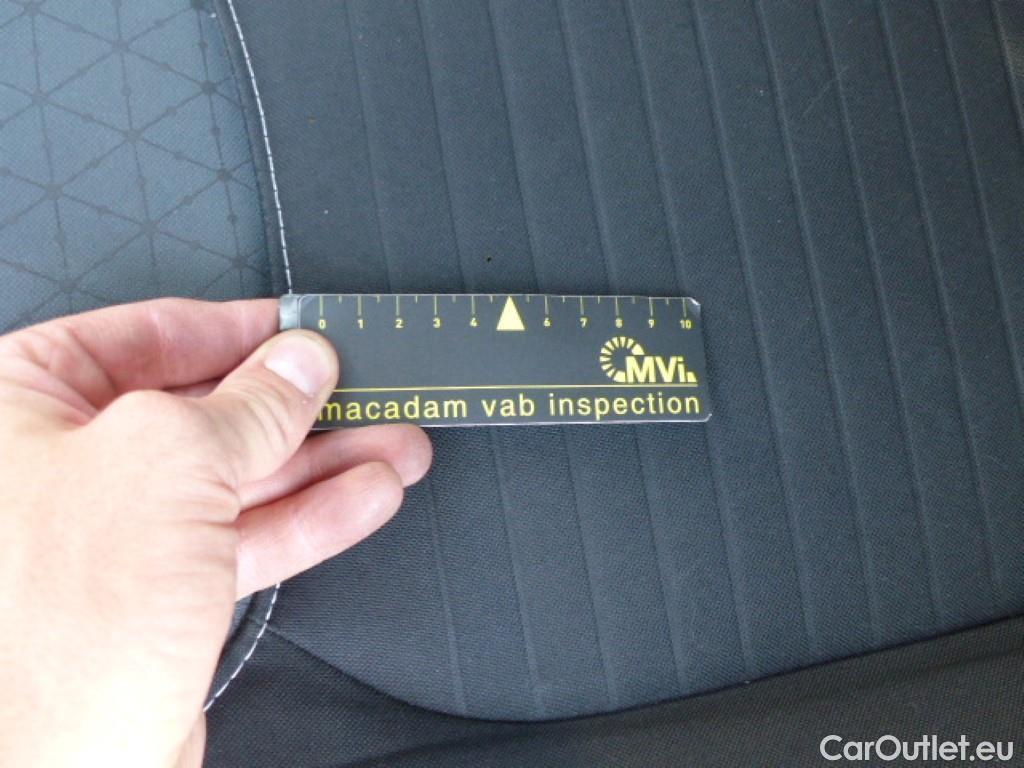 0 1 2 3 4 6 7 8 9 10
MVi
macadam vab inspection
CarOutlet.eu